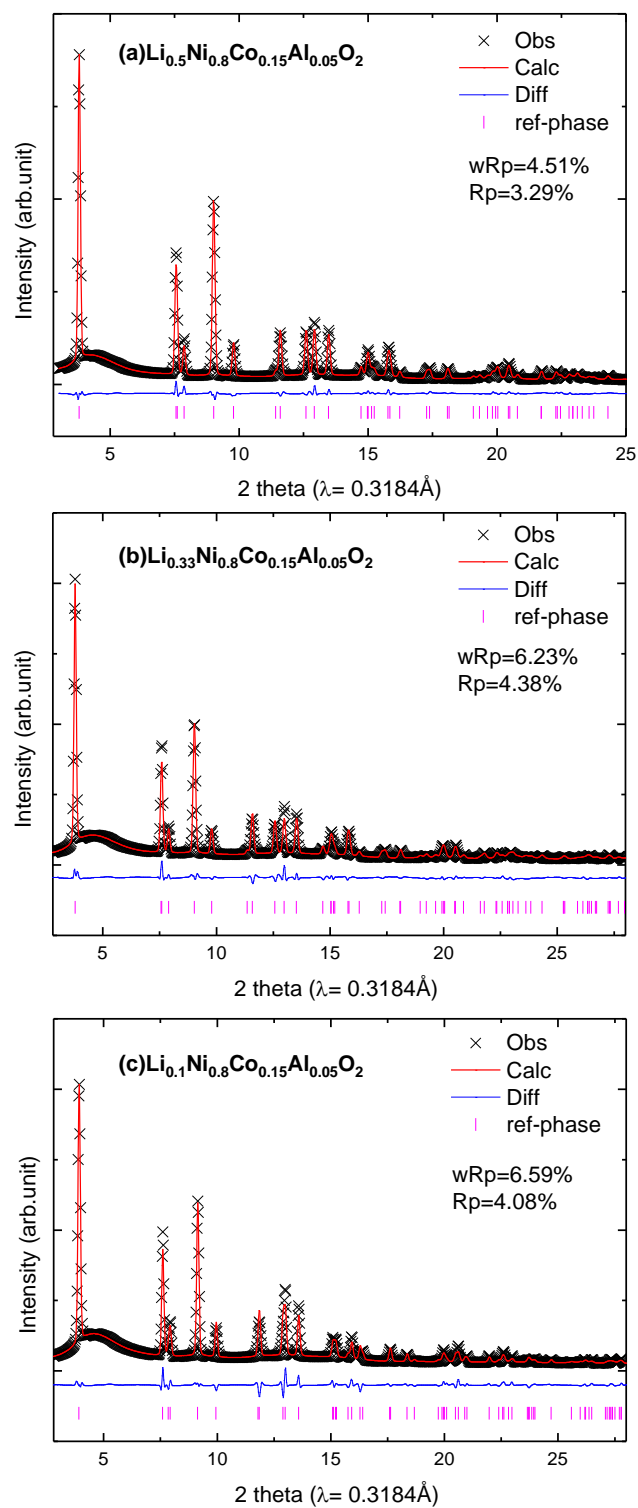 (a)Li0.5Ni0.8Co0.15Al0.05O2
Obs
Calc
Diff
ref-phase
wRp=4.51%
Rp=3.29%
Intensity (arb.unit)
5 10 15 20 25
2 theta (λ= 0.3184Å)
(b)Li0.33Ni0.8Co0.15Al0.05O2
Obs
Calc
Diff
ref-phase
wRp=6.23%
Rp=4.38%
Intensity (arb.unit)
5 10 15 20 25
2 theta (λ= 0.3184Å)
(c)Li0.1Ni0.8Co0.15Al0.05O2
Obs
Calc
Diff
ref-phase
wRp=6.59%
Rp=4.08%
Intensity (arb.unit)
5 10 15 20 25
2 theta (λ= 0.3184Å)